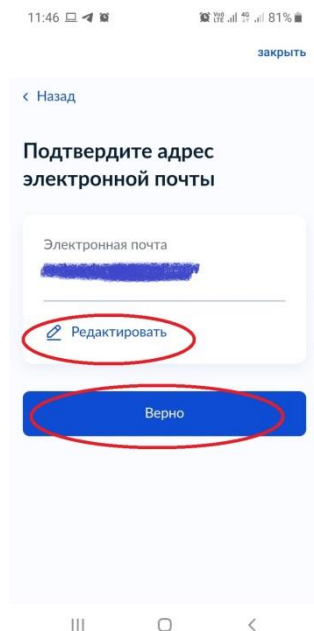 11:46 81%
закрыть
< Назад
Подтвердите адрес
электронной почты
Электронная почта
Редактировать
Верно